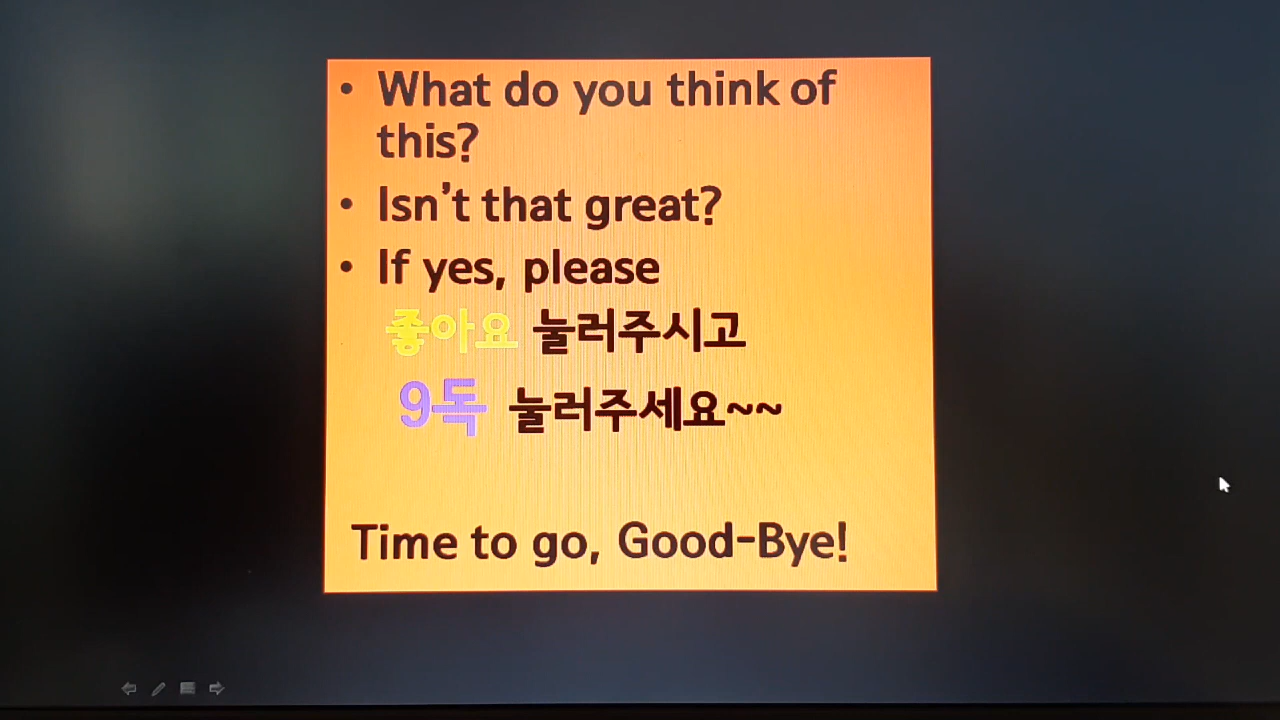 • What do you think of
this?
• Isn't that great?
• If yes, please
좋아요 눌러주시고
9독 눌러주세요~~
Time to go, Good-Bye!